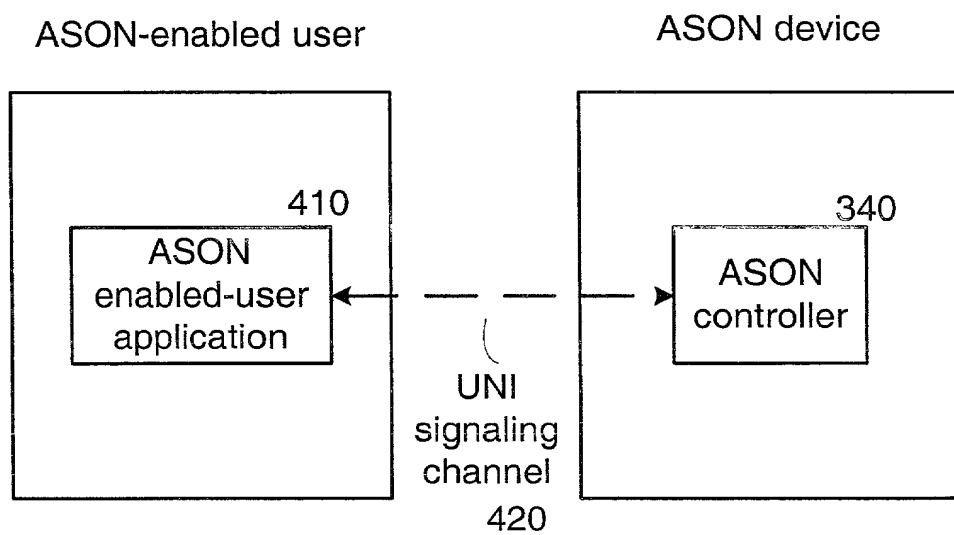 ASON-enabled user
ASON device
410
ASON
enabled-user
application
340
ASON
controller
UNI
signaling
channel
420